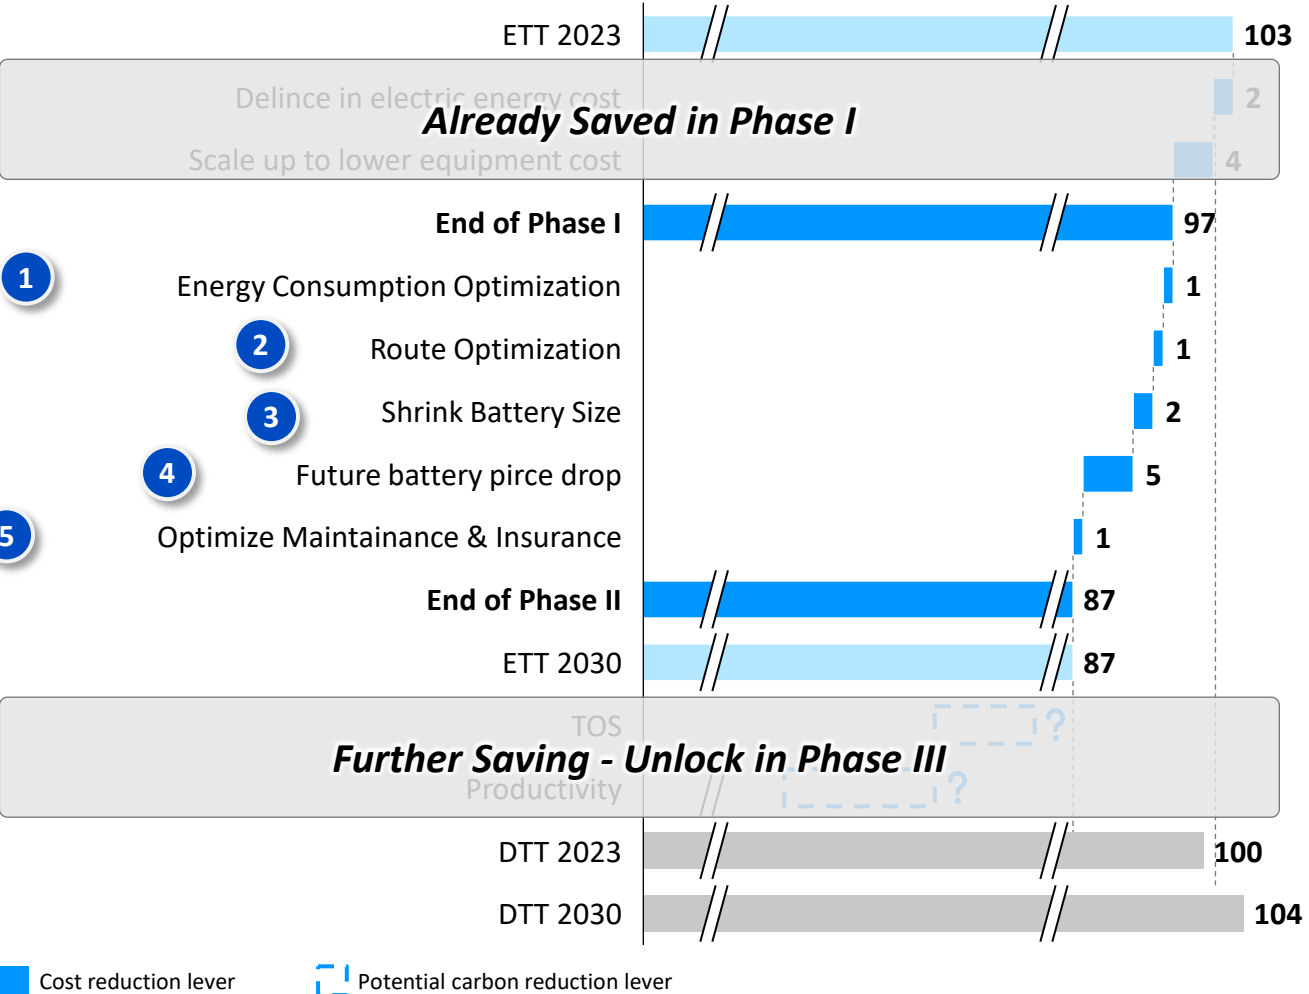 ETT 2023 103
Delince in electric energy cost 2
Already Saved in Phase I
Scale up to lower equipment cost 4
End of Phase I 97
1 Energy Consumption Optimization 1
2 Route Optimization 1
3 Shrink Battery Size 2
4 Future battery pirce drop 5
5 Optimize Maintainance & Insurance 1
End of Phase II 87
ETT 2030 87
TOS ?
Further Saving - Unlock in Phase III
Productivity ?
DTT 2023 100
DTT 2030 104
Cost reduction lever Potential carbon reduction lever